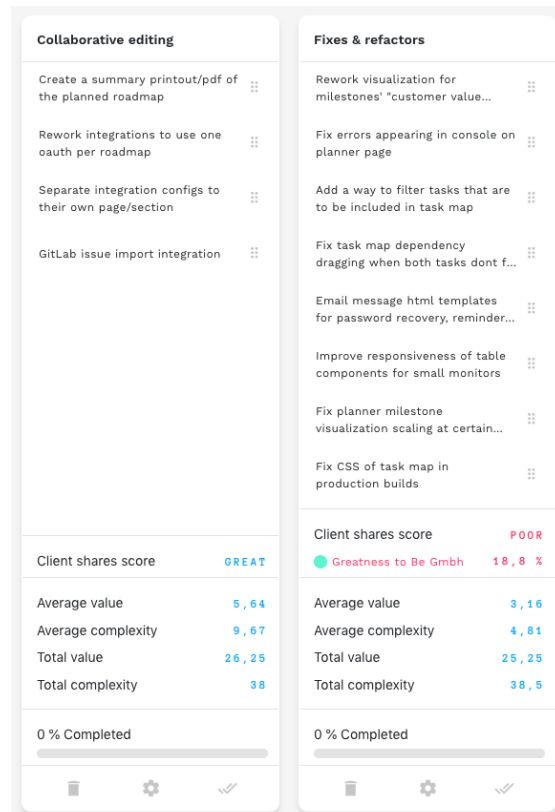 Collaborative editing
Create a summary printout/pdf of
the planned roadmap
Rework integrations to use one
oauth per roadmap
Separate integration configs to
their own page/section
GitLab issue import integration
Client shares score GREAT
Average value 5,64
Average complexity 9,67
Total value 26,25
Total complexity 38
0 % Completed
Fixes & refactors
Rework visualization for
milestones' "customer value...
Fix errors appearing in console on
planner page
Add a way to filter tasks that are
to be included in task map
Fix task map dependency
dragging when both tasks dont f...
Email message html templates
for password recovery, reminder...
Improve responsiveness of table
components for small monitors
Fix planner milestone
visualization scaling at certain...
Fix CSS of task map in
production builds
Client shares score POOR
Greatness to Be Gmbh 18,8 %
Average value 3,16
Average complexity 4,81
Total value 25,25
Total complexity 38,5
0 % Completed